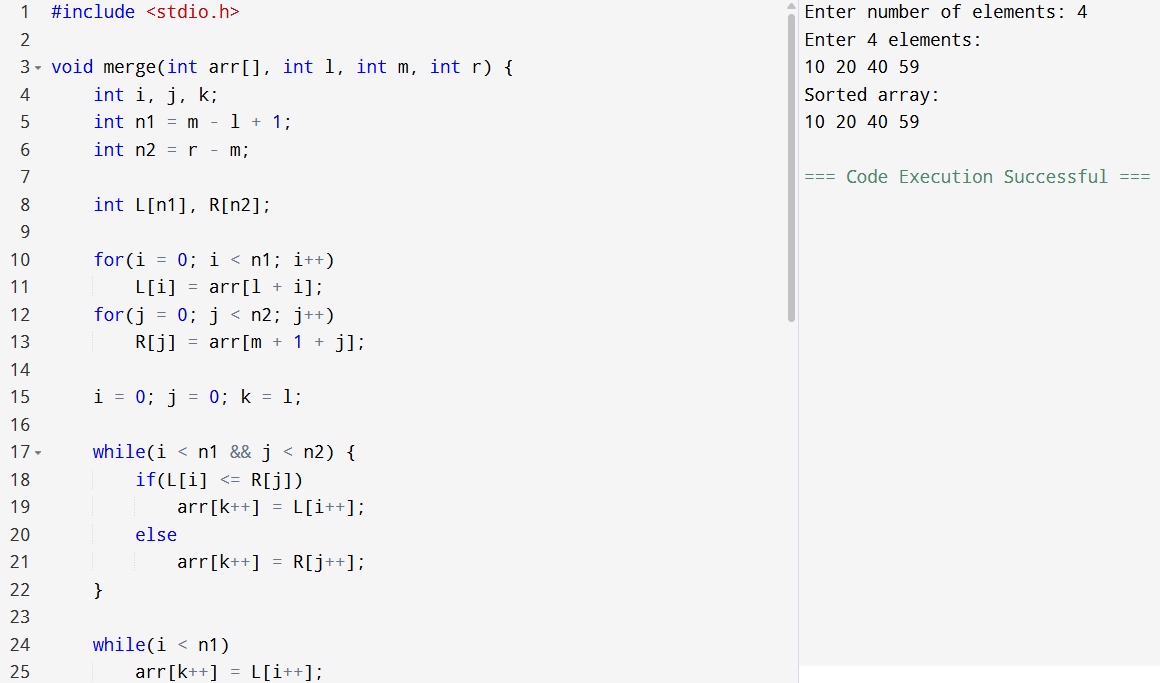 1 #include <stdio.h>
2
3 void merge(int arr[], int l, int m, int r) {
4     int i, j, k;
5     int n1 = m - l + 1;
6     int n2 = r - m;
7
8     int L[n1], R[n2];
9
10     for(i = 0; i < n1; i++)
11         L[i] = arr[l + i];
12     for(j = 0; j < n2; j++)
13         R[j] = arr[m + 1 + j];
14
15     i = 0; j = 0; k = l;
16
17     while(i < n1 && j < n2) {
18         if(L[i] <= R[j])
19             arr[k++] = L[i++];
20         else
21             arr[k++] = R[j++];
22     }
23
24     while(i < n1)
25         arr[k++] = L[i++];
Enter number of elements: 4
Enter 4 elements:
10 20 40 59
Sorted array:
10 20 40 59
=== Code Execution Successful ===